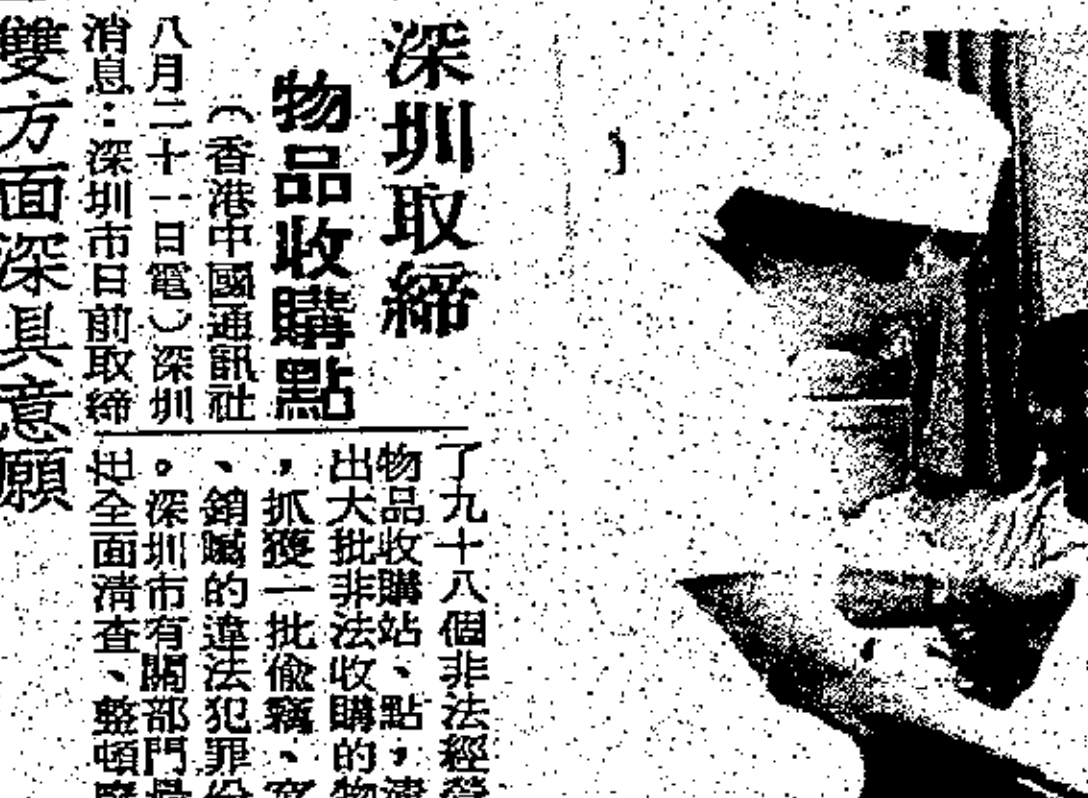 深圳取締
物品收購點
（香港中國通訊社
八月二十一日電）深圳
消息：深圳市日前取締
了九十八個非法經營
物品收購站、點，
出大批非法收購的物
，抓獲一批偷竊、窩
、銷贓的違法犯罪份
。深圳市有關部門
出全面清查、整頓
雙方面深具意願